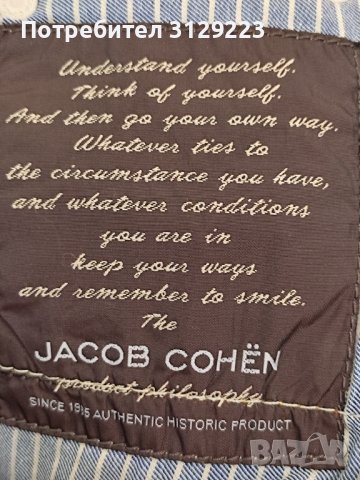 Потребител 3129253
Understand yourself.
Think of yourself.
And then go your own way.
Whatever ties to
the circumstance you have,
and whatever conditions
you are in
keep your ways
and remember to smile.
The
JACOB COHËN
product philosophy
SINCE 1985 AUTHENTIC HISTORIC PRODUCT
BAZAR